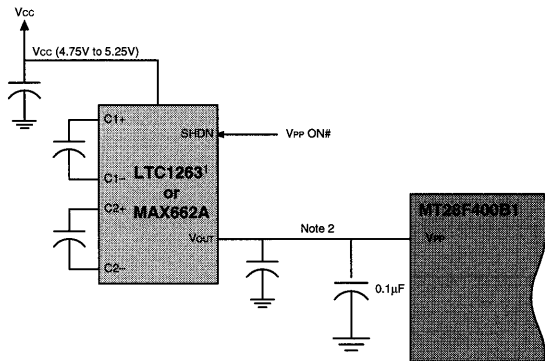 Vcc
Vcc (4.75V to 5.25V)
C1+
SHDN
VPP ON#
C1–
LTC1263¹
or
MAX662A
C2+
VOUT
C2–
Note 2
0.1µF
MT28F400B1
VPP